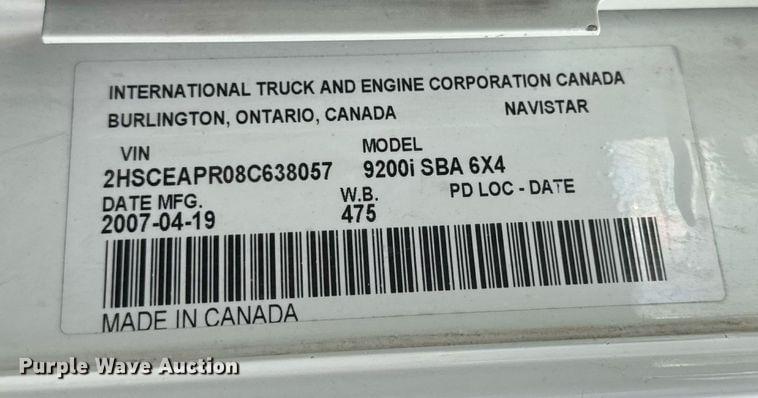 INTERNATIONAL TRUCK AND ENGINE CORPORATION CANADA
BURLINGTON, ONTARIO, CANADA NAVISTAR
VIN MODEL
2HSCEAPR08C638057 9200i SBA 6X4
DATE MFG. W.B. PD LOC - DATE
2007-04-19 475
MADE IN CANADA
Purple Wave Auction